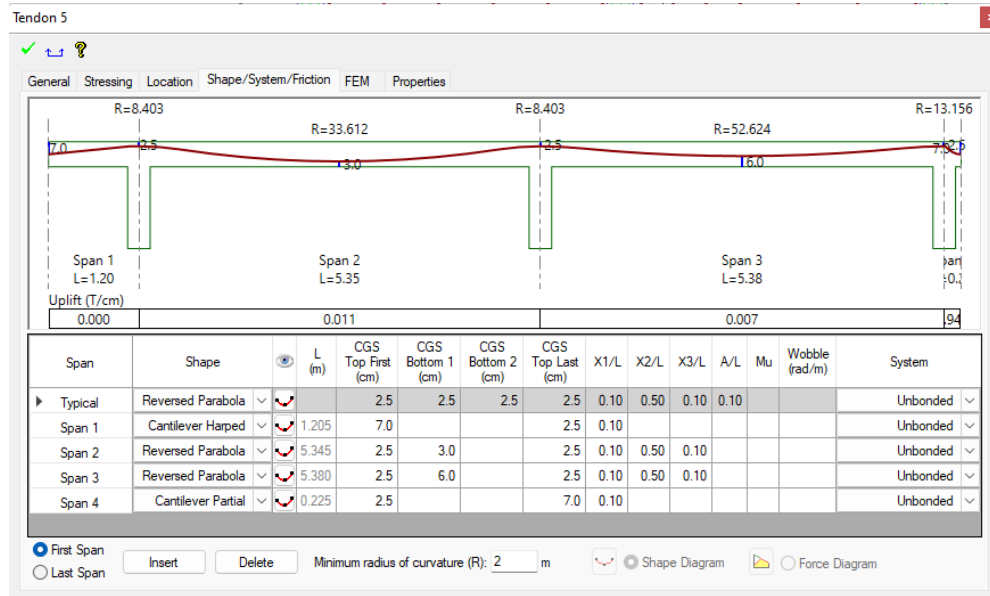 Tendon 5
General Stressing Location Shape/System/Friction FEM Properties
R=8.403 R=8.403 R=13.156
R=33.612 R=52.624
7.0 2.5 2.5
3.0 6.0
Span 1 Span 2 Span 3
L=1.20 L=5.35 L=5.38
Uplift (T/cm)
0.000 0.011 0.007 .94
Span Shape L (m) CGS Top First (cm) CGS Bottom 1 (cm) CGS Bottom 2 (cm) CGS Top Last (cm) X1/L X2/L X3/L A/L Mu Wobble (rad/m) System
Typical Reversed Parabola 2.5 2.5 2.5 2.5 0.10 0.50 0.10 0.10 Unbonded
Span 1 Cantilever Harped 1.205 7.0 2.5 0.10 Unbonded
Span 2 Reversed Parabola 5.345 2.5 3.0 2.5 0.10 0.50 0.10 Unbonded
Span 3 Reversed Parabola 5.380 2.5 6.0 2.5 0.10 0.50 0.10 Unbonded
Span 4 Cantilever Partial 0.225 2.5 7.0 0.10 Unbonded
First Span
Last Span
Insert Delete Minimum radius of curvature (R): 2 m Shape Diagram Force Diagram